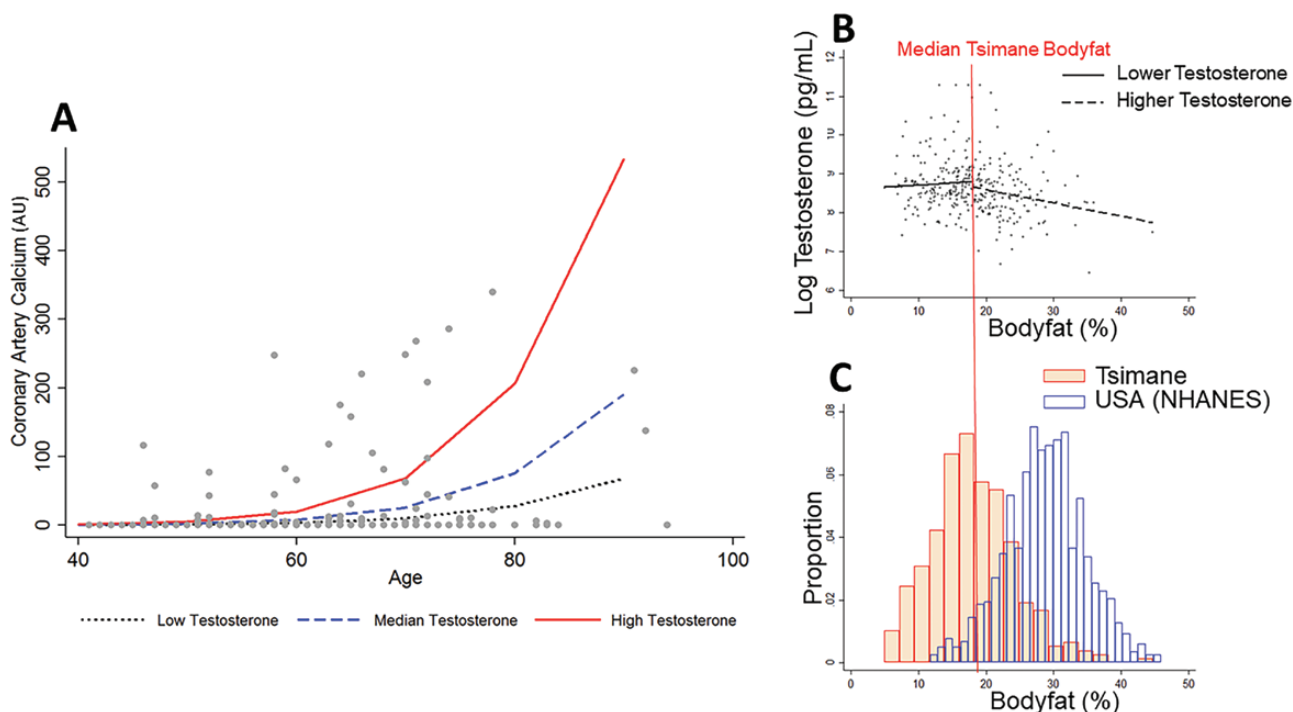 A
Coronary Artery Calcium (AU)
500
400
300
200
100
0
40
60
80
100
Age
Low Testosterone
Median Testosterone
High Testosterone
B
Median Tsimane Bodyfat
Lower Testosterone
Higher Testosterone
Log Testosterone (pg/mL)
12
11
10
9
8
7
6
0
10
20
30
40
50
Bodyfat (%)
C
Tsimane
USA (NHANES)
Proportion
.08
.06
.04
.02
0
0
10
20
30
40
50
Bodyfat (%)